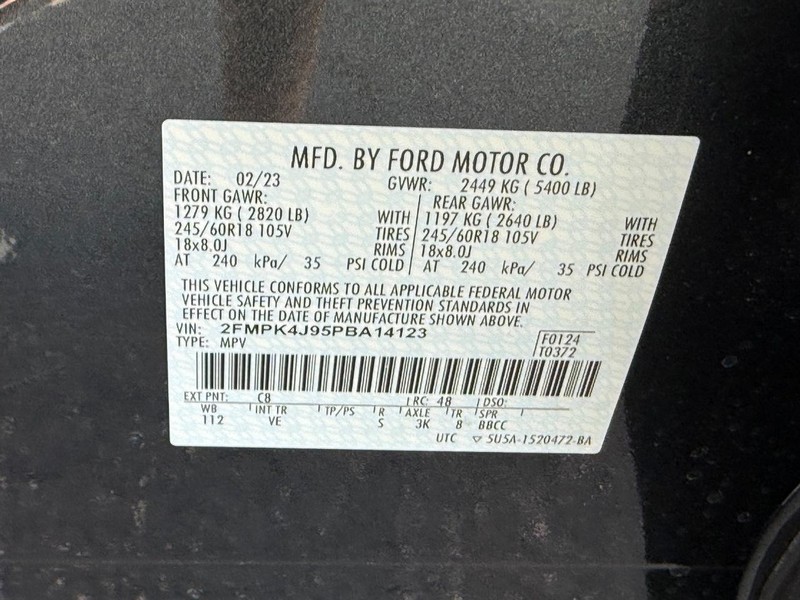 MFD. BY FORD MOTOR CO.
DATE: 02/23 GVWR: 2449 KG ( 5400 LB)
FRONT GAWR: REAR GAWR:
1279 KG ( 2820 LB) WITH 1197 KG ( 2640 LB) WITH
245/60R18 105V TIRES 245/60R18 105V TIRES
18x8.0J RIMS 18x8.0J RIMS
AT 240 kPa/ 35 PSI COLD AT 240 kPa/ 35 PSI COLD
THIS VEHICLE CONFORMS TO ALL APPLICABLE FEDERAL MOTOR
VEHICLE SAFETY AND THEFT PREVENTION STANDARDS IN
EFFECT ON THE DATE OF MANUFACTURE SHOWN ABOVE.
VIN: 2FMPK4J95PBA14123 F0124
TYPE: MPV T0372
EXT PNT: C8 LRC: 48 DSO:
WB INT TR TP/PS R AXLE TR SPR
112 VE S 3K 8 BBCC
UTC ▽ 5U5A-1520472-BA